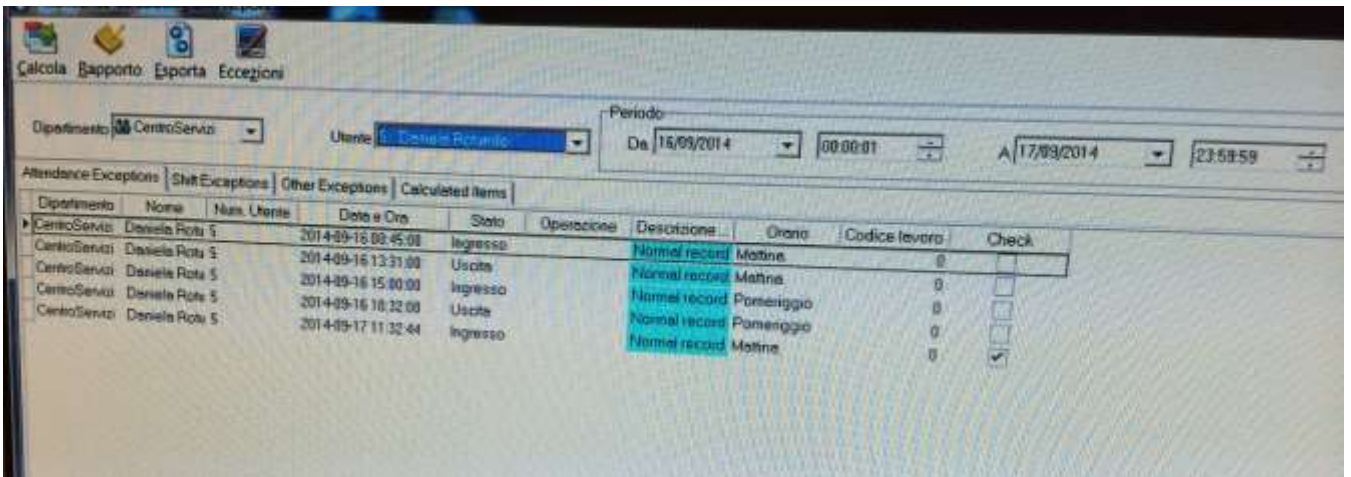 Calcola Rapporto Esporta Eccezioni
Periodo
Dipartimento CentroServizi Utente 5 Daniela Da 16/09/2014 00:00:01 A 17/09/2014 23:59:59
Attendance Exceptions Shift Exceptions Other Exceptions Calculated Items
Dipartimento Nome Num. Utente Data e Ora Stato Operazione Descrizione... Orario Codice lavoro Check
CentroServizi Daniela Rotu 5 2014-09-16 08:45:00 Ingresso Normal record Mattina 0
CentroServizi Daniela Rotu 5 2014-09-16 13:31:00 Uscita Normal record Mattina 0
CentroServizi Daniela Rotu 5 2014-09-16 15:00:00 Ingresso Normal record Pomeriggio 0
CentroServizi Daniela Rotu 5 2014-09-16 18:32:00 Uscita Normal record Pomeriggio 0
CentroServizi Daniela Rotu 5 2014-09-17 11:32:44 Ingresso Normal record Mattina 0